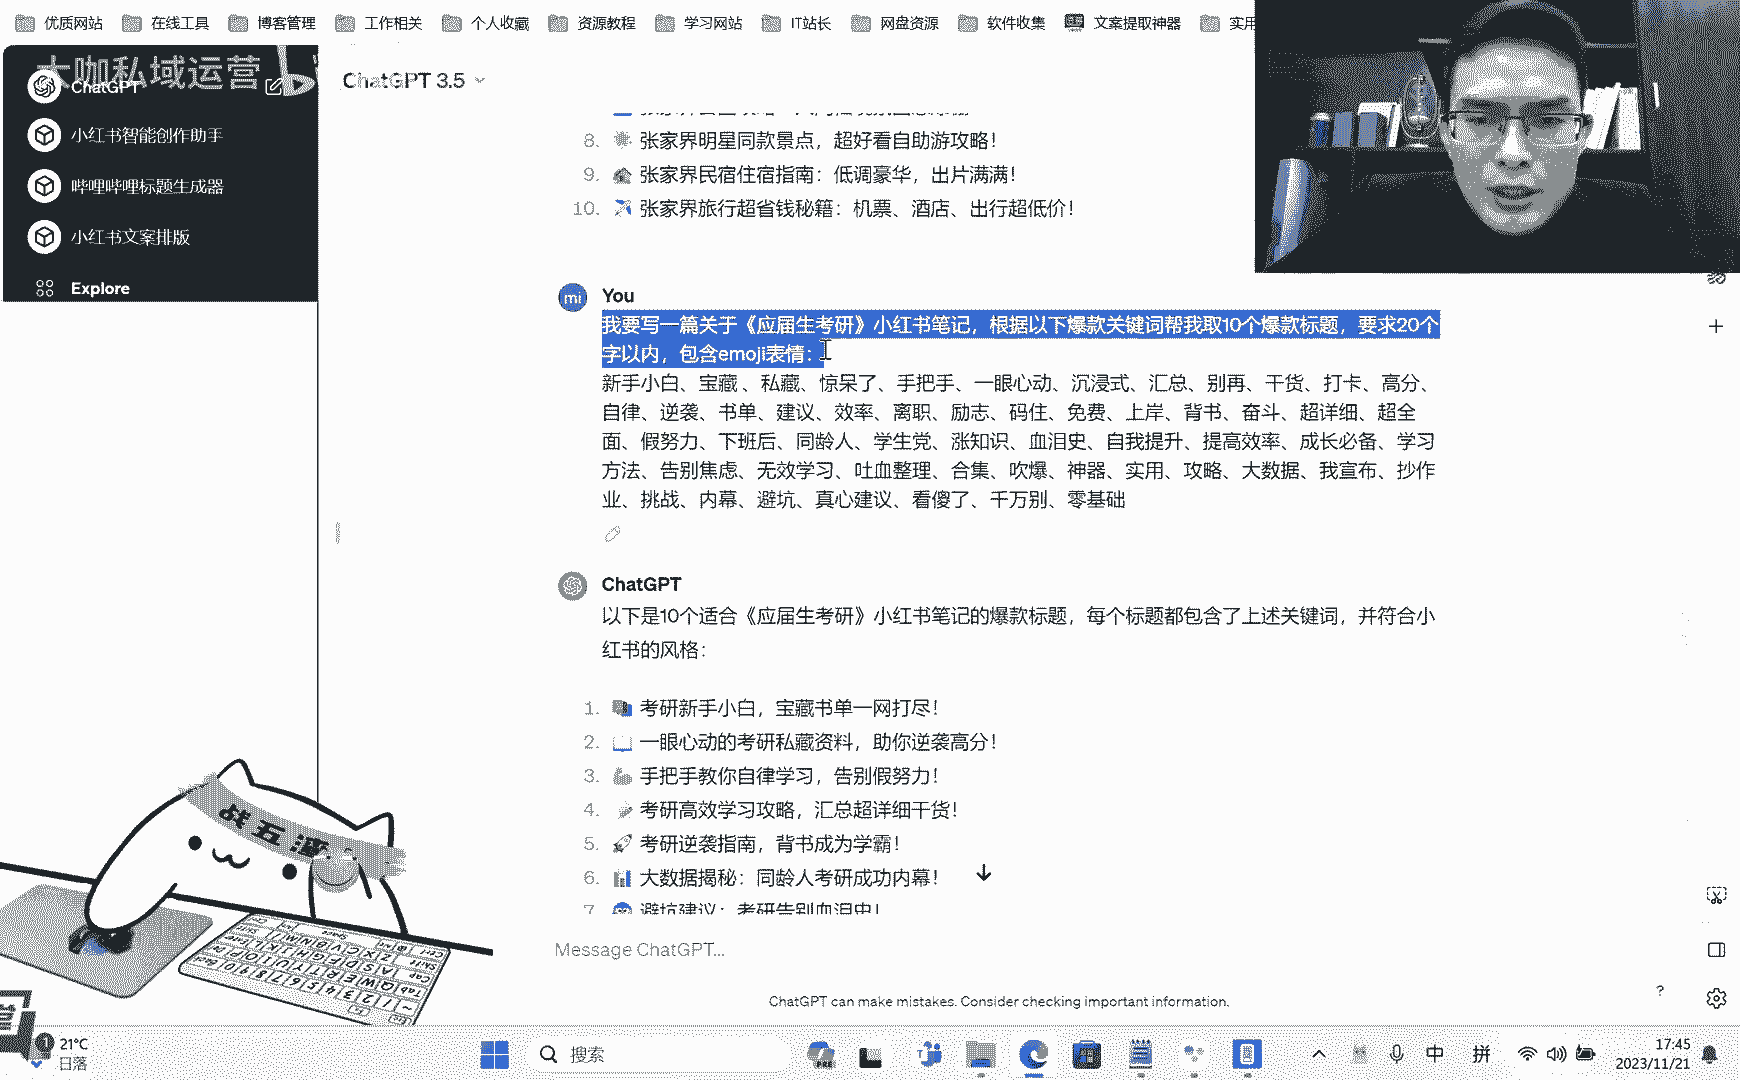 优质网站
在线工具
博客管理
工作相关
个人收藏
资源教程
学习网站
IT站长
网盘资源
软件收集
文案提取神器
实用
大咖私域运营
ChatGPT
小红书智能创作助手
哔哩哔哩标题生成器
小红书文案排版
Explore
ChatGPT 3.5
8. 张家界明星同款景点，超好看自助游攻略！
9. 张家界民宿住宿指南：低调豪华，出片满满！
10. 张家界旅行超省钱秘籍：机票、酒店、出行超低价！
mi
You
我要写一篇关于《应届生考研》小红书笔记，根据以下爆款关键词帮我取10个爆款标题，要求20个
字以内，包含emoji表情：
新手小白、宝藏 、私藏、惊呆了、手把手、一眼心动、沉浸式、汇总、别再、干货、打卡、高分、
自律、逆袭、书单、建议、效率、离职、励志、码住、免费、上岸、背书、奋斗、超详细、超全
面、假努力、下班后、同龄人、学生党、涨知识、血泪史、自我提升、提高效率、成长必备、学习
方法、告别焦虑、无效学习、吐血整理、合集、吹爆、神器、实用、攻略、大数据、我宣布、抄作
业、挑战、内幕、避坑、真心建议、看傻了、千万别、零基础
ChatGPT
以下是10个适合《应届生考研》小红书笔记的爆款标题，每个标题都包含了上述关键词，并符合小
红书的风格：
1. 考研新手小白，宝藏书单一网打尽！
2. 一眼心动的考研私藏资料，助你逆袭高分！
3. 手把手教你自律学习，告别假努力！
4. 考研高效学习攻略，汇总超详细干货！
5. 考研逆袭指南，背书成为学霸！
6. 大数据揭秘：同龄人考研成功内幕！
7. 避坑建议：考研告别血泪史！
Message ChatGPT...
ChatGPT can make mistakes. Consider checking important information.
?
战五渣
21°C
日落
搜索
PRE
中
拼
17:45
2023/11/21